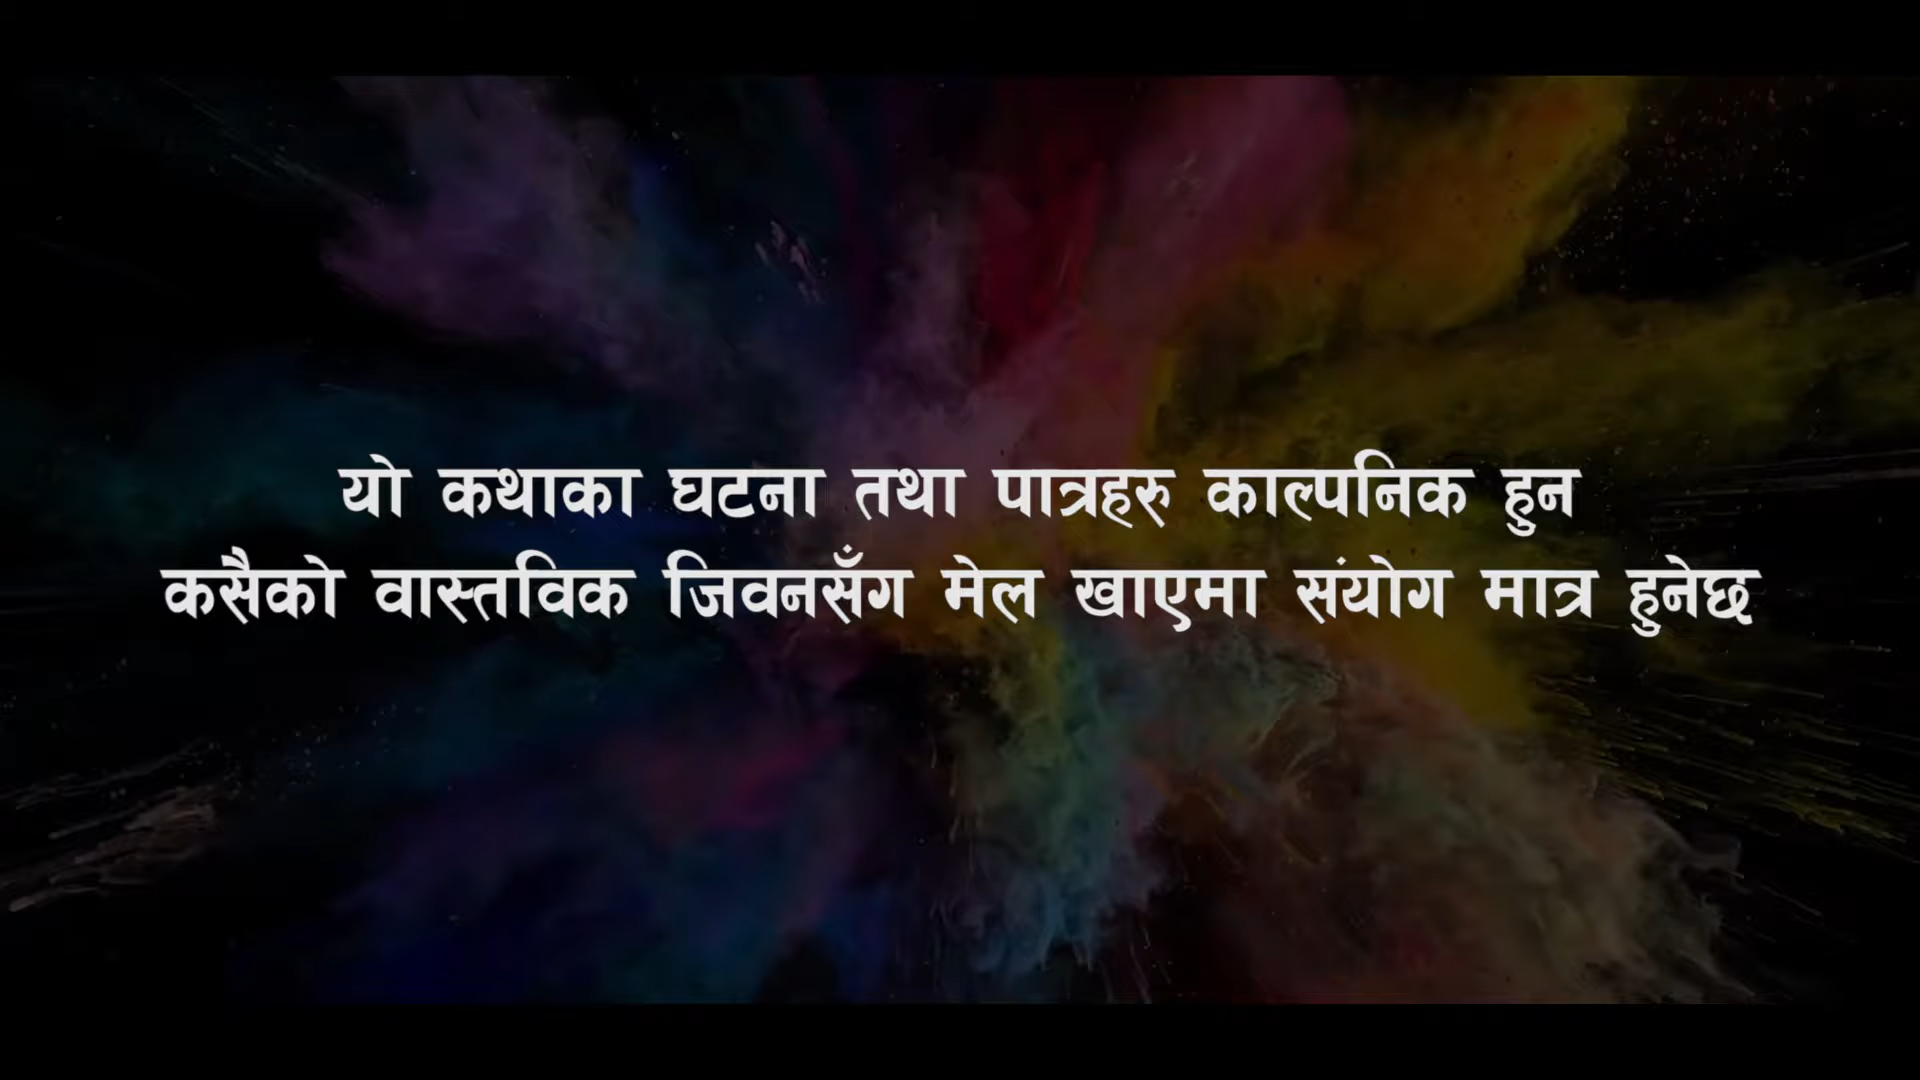 यो कथाका घटना तथा पात्रहरु काल्पनिक हुन
कसैको वास्तविक जिवनसँग मेल खाएमा संयोग मात्र हुनेछ